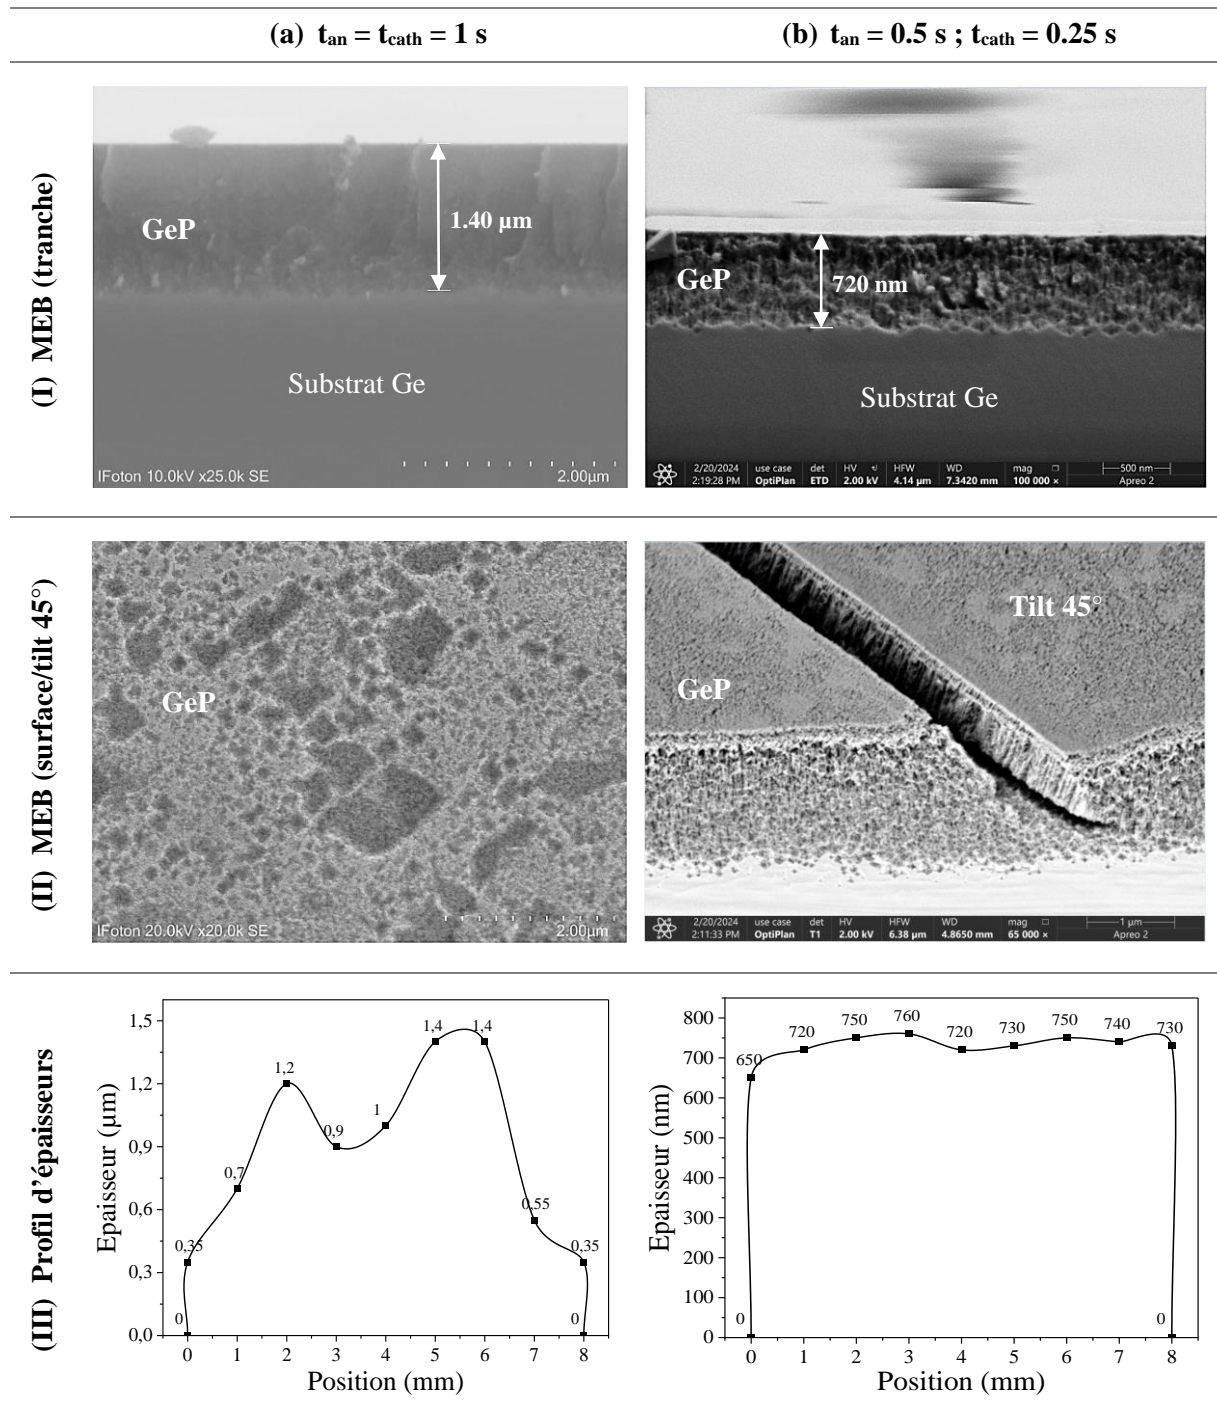 (a) tan = tcath = 1 s
(b) tan = 0.5 s ; tcath = 0.25 s
(I) MEB (tranche)
GeP
1.40 µm
Substrat Ge
IFoton 10.0kV x25.0k SE
2.00µm
GeP
720 nm
Substrat Ge
2/20/2024 use case det HV HFW WD mag 500 nm
2:19:28 PM OptiPlan ETD 2.00 kV 4.14 µm 7.3420 mm 100 000 × Apreo 2
(II) MEB (surface/tilt 45°)
GeP
IFoton 20.0kV x20.0k SE
2.00µm
Tilt 45°
GeP
2/20/2024 use case det HV HFW WD mag 1 µm
2:11:33 PM OptiPlan T1 2.00 kV 6.38 µm 4.8650 mm 65 000 × Apreo 2
(III) Profil d'épaisseurs
Epaisseur (µm)
1,5
1,2
0,9
0,6
0,3
0,0
0
0,35
0,7
1,2
0,9
1
1,4
1,4
0,55
0,35
0
0 1 2 3 4 5 6 7 8
Position (mm)
Epaisseur (nm)
800
700
600
500
400
300
200
100
0
0
650
720
750
760
720
730
750
740
730
0
0 1 2 3 4 5 6 7 8
Position (mm)